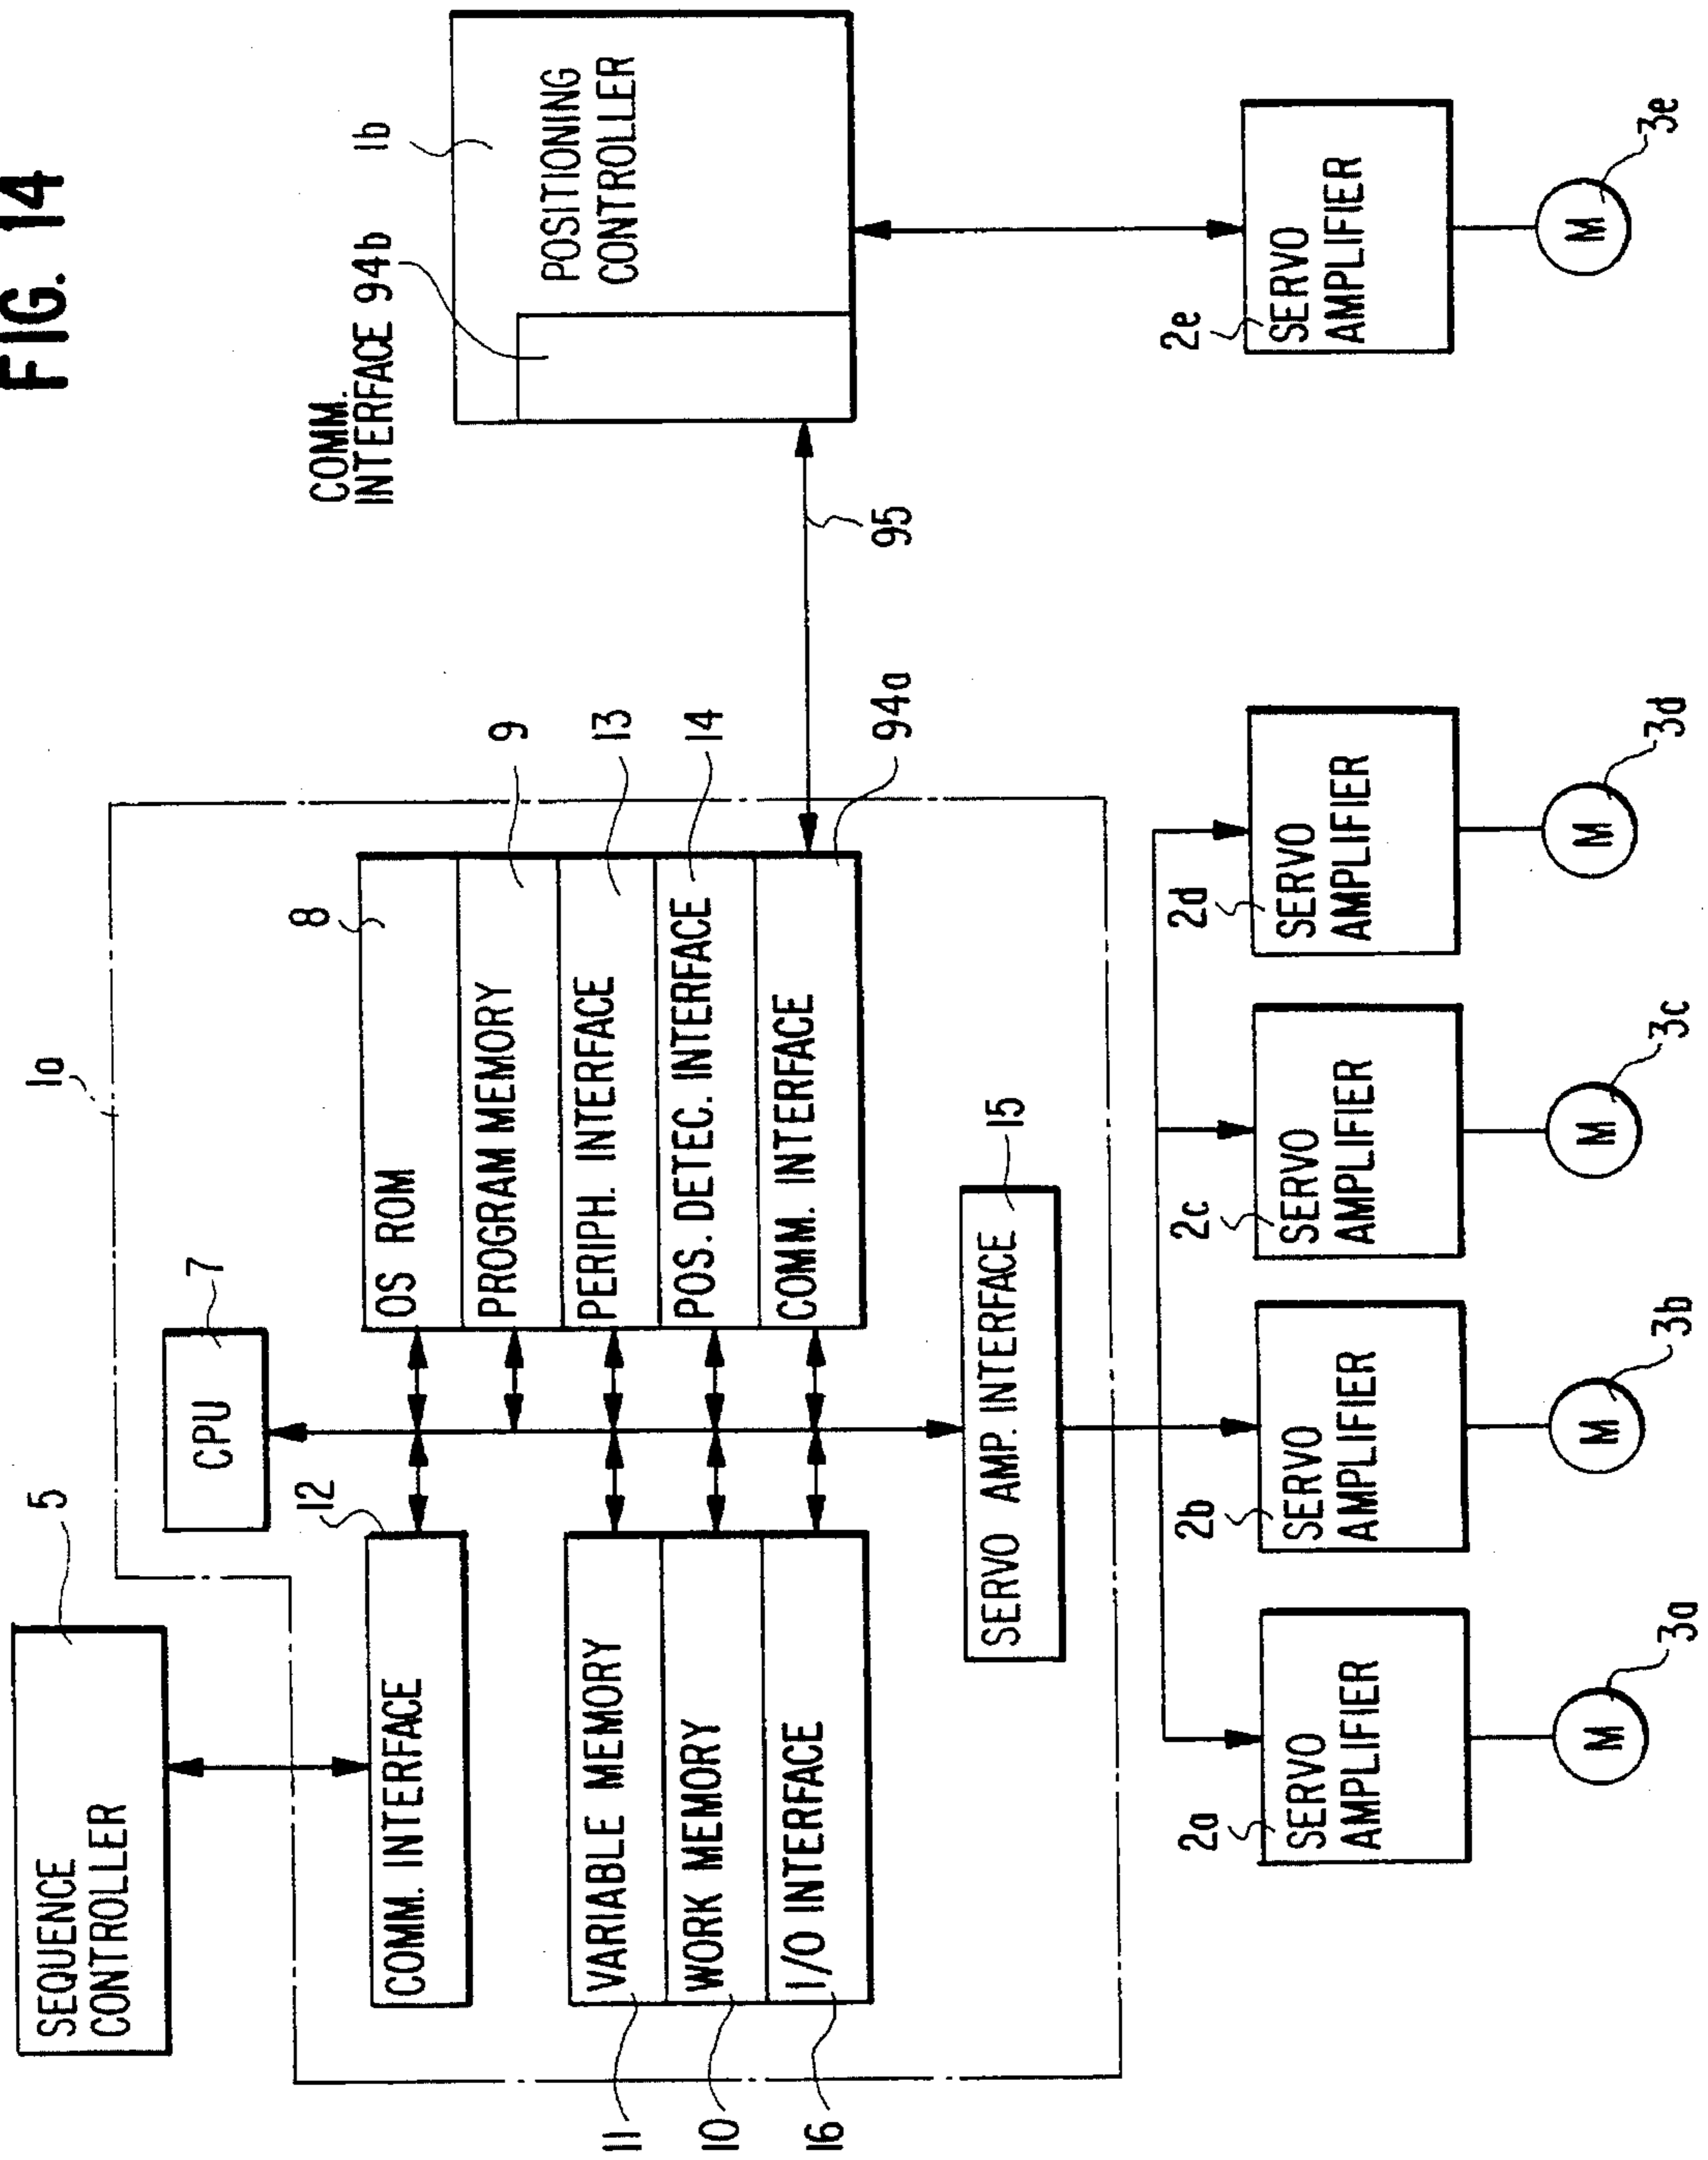 FIG. 14
5
SEQUENCE
CONTROLLER
1a
7
CPU
12
COMM. INTERFACE
8
OS ROM
9
PROGRAM MEMORY
13
PERIPH. INTERFACE
14
POS. DETEC. INTERFACE
94a
COMM. INTERFACE
11
VARIABLE MEMORY
10
WORK MEMORY
16
I/O INTERFACE
15
SERVO AMP. INTERFACE
COMM.
INTERFACE 94b
1b
POSITIONING
CONTROLLER
95
2a
SERVO
AMPLIFIER
2b
SERVO
AMPLIFIER
2c
SERVO
AMPLIFIER
2d
SERVO
AMPLIFIER
2e
SERVO
AMPLIFIER
M
3a
M
3b
M
3c
M
3d
M
3e